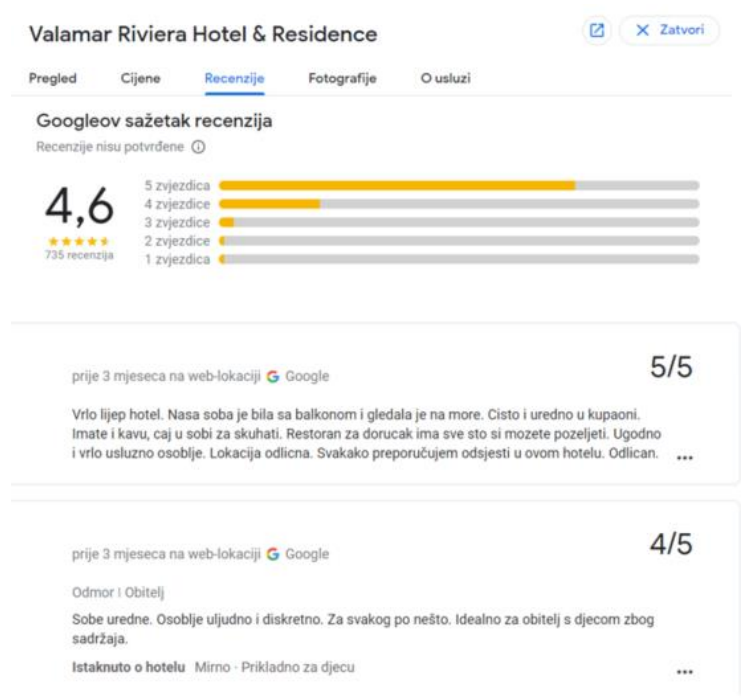 Valamar Riviera Hotel & Residence
Zatvori
Pregled Cijene Recenzije Fotografije O usluzi
Googleov sažetak recenzija
Recenzije nisu potvrđene
4,6
735 recenzija
5 zvjezdica
4 zvjezdice
3 zvjezdice
2 zvjezdice
1 zvjezdica
prije 3 mjeseca na web-lokaciji Google
5/5
Vrlo lijep hotel. Nasa soba je bila sa balkonom i gledala je na more. Cisto i uredno u kupaoni.
Imate i kavu, caj u sobi za skuhati. Restoran za dorucak ima sve sto si mozete pozeljeti. Ugodno
i vrlo usluzno osoblje. Lokacija odlicna. Svakako preporučujem odsjesti u ovom hotelu. Odlican.
prije 3 mjeseca na web-lokaciji Google
4/5
Odmor | Obitelj
Sobe uredne. Osoblje uljudno i diskretno. Za svakog po nešto. Idealno za obitelj s djecom zbog
sadržaja.
Istaknuto o hotelu Mirno · Prikladno za djecu